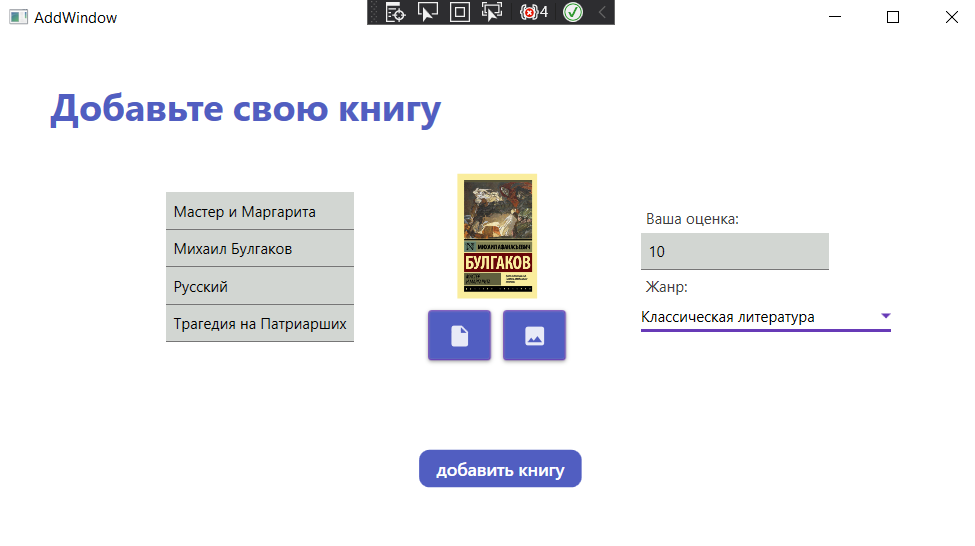 AddWindow
4
Добавьте свою книгу
Мастер и Маргарита
Михаил Булгаков
Русский
Трагедия на Патриарших
МИХАИЛ АФАНАСЬЕВИЧ
БУЛГАКОВ
Ваша оценка:
10
Жанр:
Классическая литература
добавить книгу